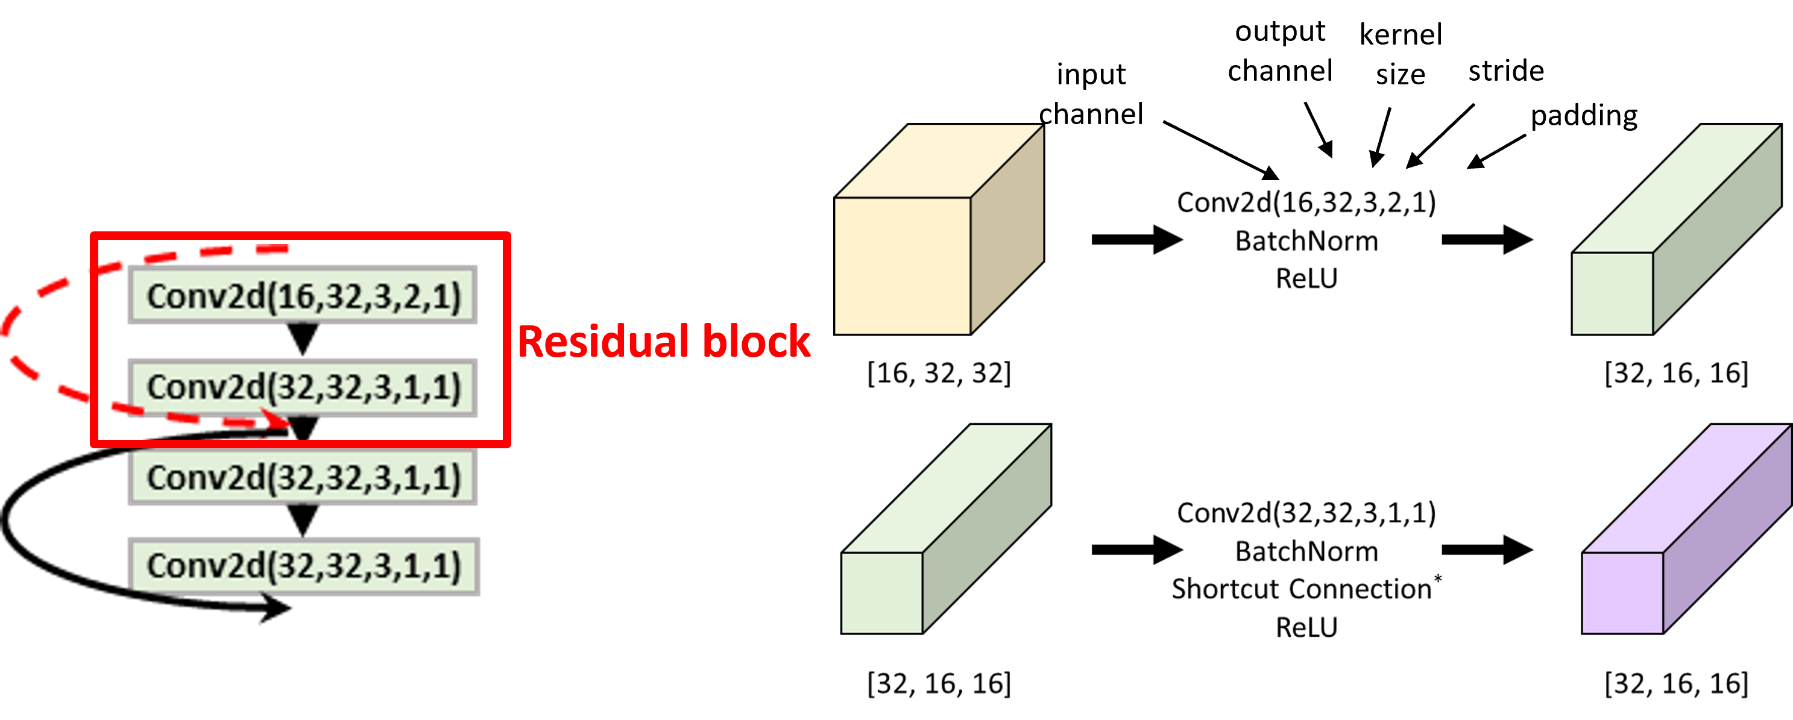 Conv2d(16,32,3,2,1)
Conv2d(32,32,3,1,1)
Conv2d(32,32,3,1,1)
Conv2d(32,32,3,1,1)
Residual block
input
channel
output
channel
kernel
size
stride
padding
Conv2d(16,32,3,2,1)
BatchNorm
ReLU
[16, 32, 32]
[32, 16, 16]
Conv2d(32,32,3,1,1)
BatchNorm
Shortcut Connection*
ReLU
[32, 16, 16]
[32, 16, 16]